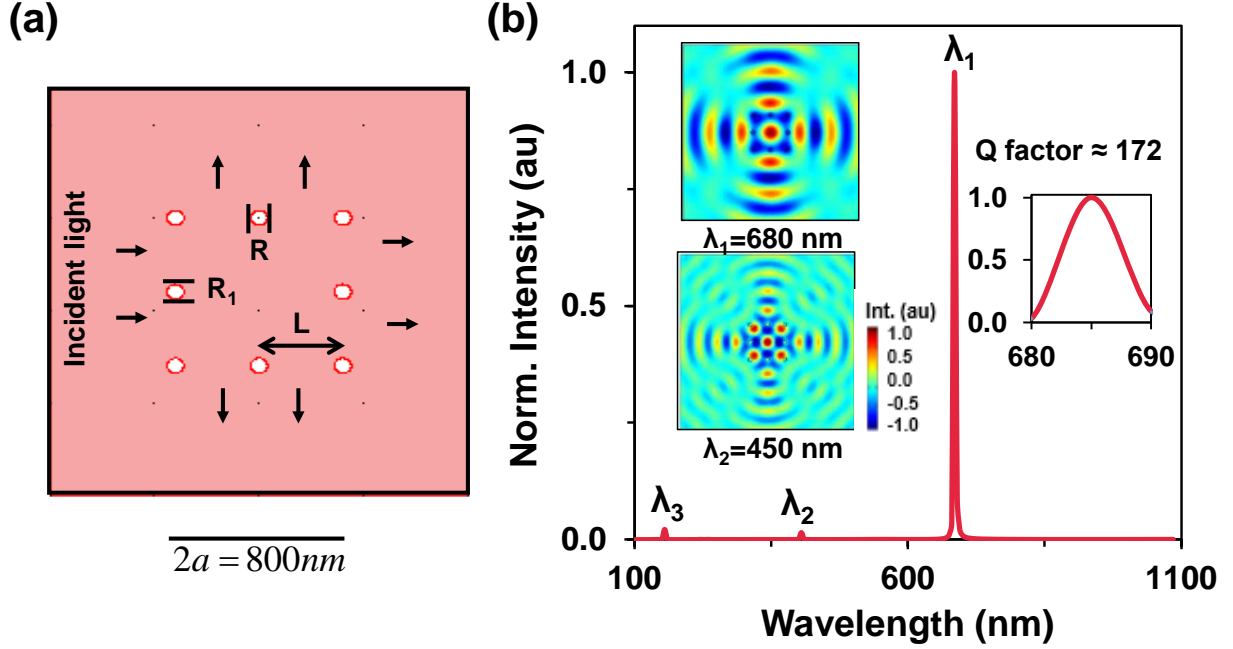 (a)
Incident light
R
R₁
L
2a = 800nm
(b)
Norm. Intensity (au)
1.0
0.5
0.0
λ₁
λ₁=680 nm
λ₂=450 nm
Int. (au)
1.0
0.5
0.0
-0.5
-1.0
Q factor ≈ 172
1.0
0.5
0.0
680 690
λ₃
λ₂
100 600 1100
Wavelength (nm)